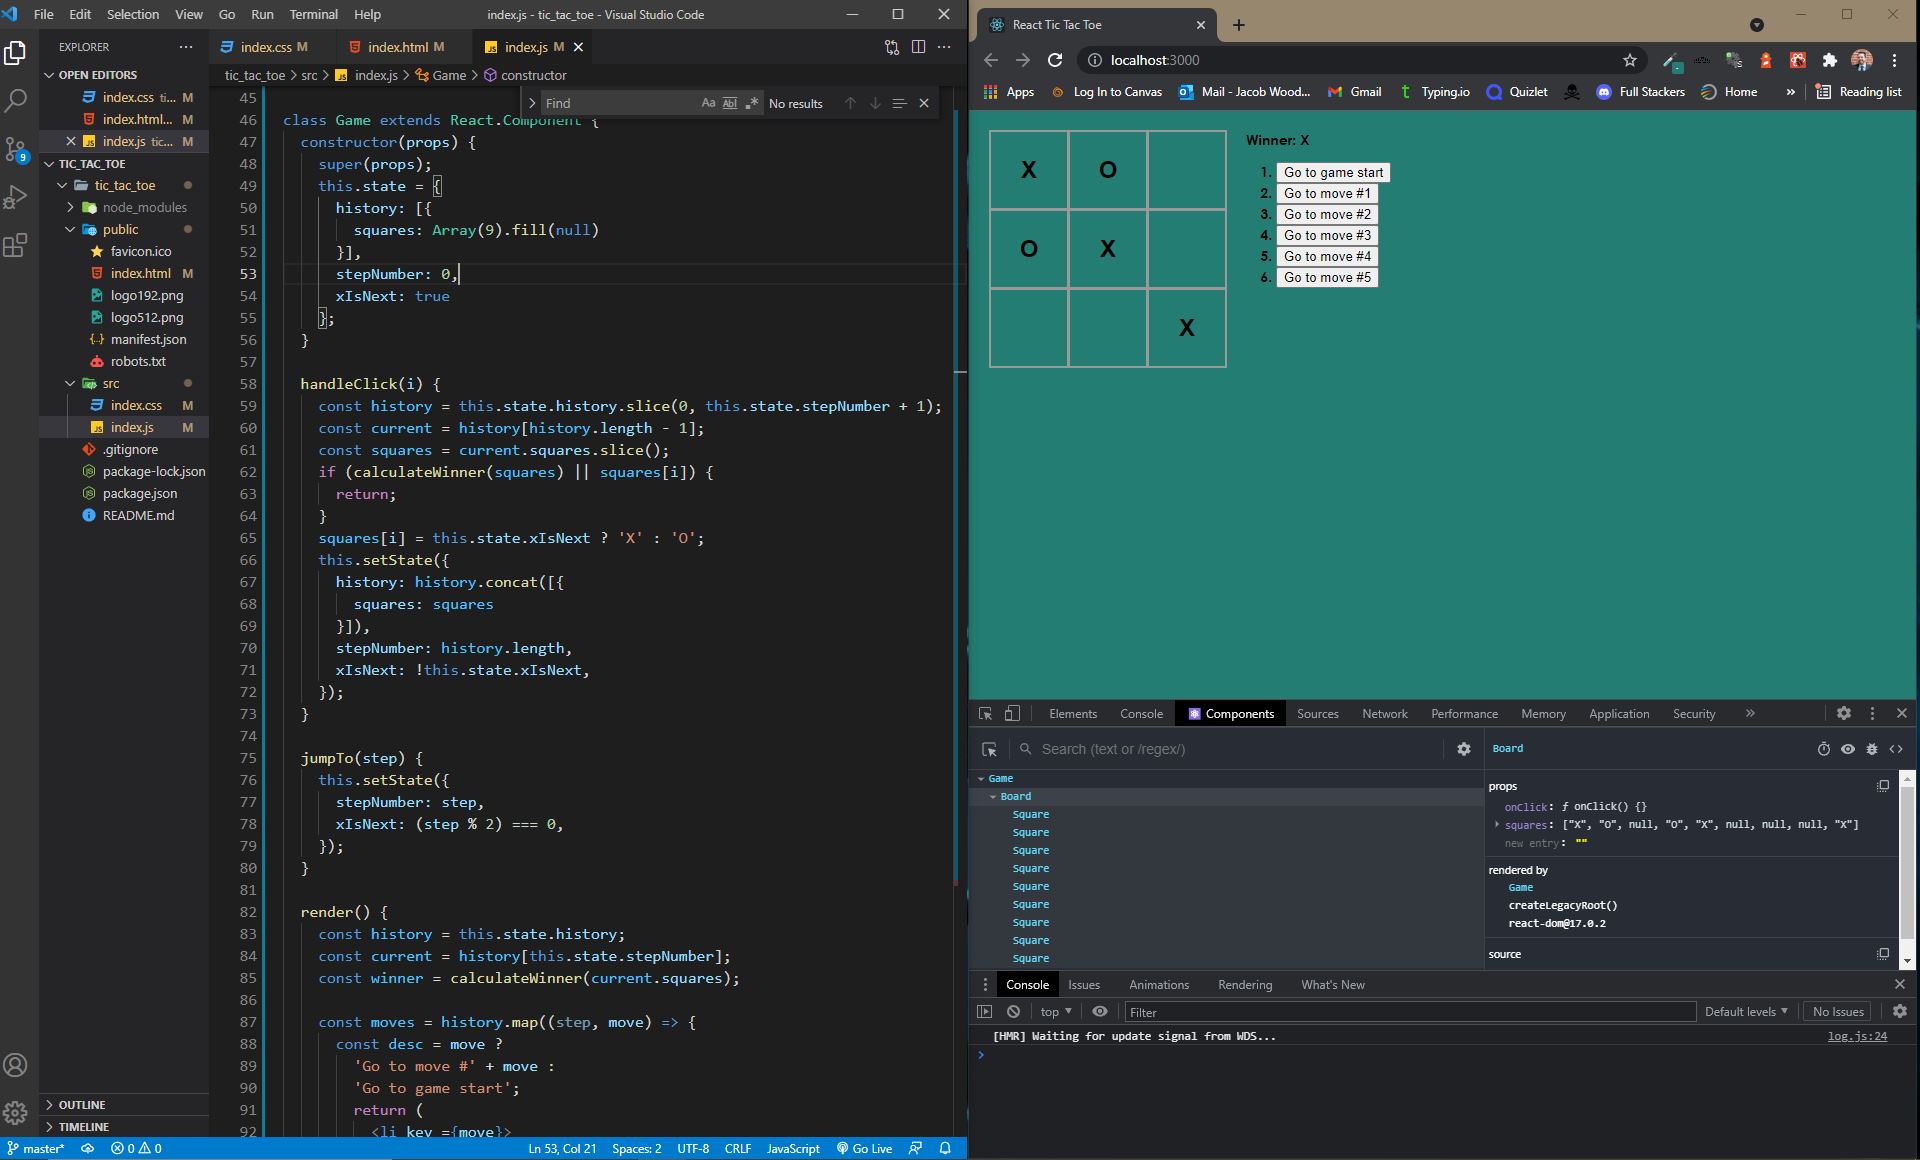 File Edit Selection View Go Run Terminal Help
index.js - tic_tac_toe - Visual Studio Code
EXPLORER
index.css M
index.html M
index.js M
OPEN EDITORS
index.css ti... M
index.html... M
index.js tic... M
TIC_TAC_TOE
tic_tac_toe
node_modules
public
favicon.ico
index.html M
logo192.png
logo512.png
manifest.json
robots.txt
src
index.css M
index.js M
.gitignore
package-lock.json
package.json
README.md
OUTLINE
TIMELINE
9
tic_tac_toe > src > JS index.js > Game > constructor
Find
Aa Abl .*
No results
45
46 class Game extends React.Component {
47 constructor(props) {
48 super(props);
49 this.state = {
50 history: [{
51 squares: Array(9).fill(null)
52 }],
53 stepNumber: 0,
54 xIsNext: true
55 };
56 }
57
58 handleClick(i) {
59 const history = this.state.history.slice(0, this.state.stepNumber + 1);
60 const current = history[history.length - 1];
61 const squares = current.squares.slice();
62 if (calculateWinner(squares) || squares[i]) {
63 return;
64 }
65 squares[i] = this.state.xIsNext ? 'X' : 'O';
66 this.setState({
67 history: history.concat([{
68 squares: squares
69 }]),
70 stepNumber: history.length,
71 xIsNext: !this.state.xIsNext,
72 });
73 }
74
75 jumpTo(step) {
76 this.setState({
77 stepNumber: step,
78 xIsNext: (step % 2) === 0,
79 });
80 }
81
82 render() {
83 const history = this.state.history;
84 const current = history[this.state.stepNumber];
85 const winner = calculateWinner(current.squares);
86
87 const moves = history.map((step, move) => {
88 const desc = move ?
89 'Go to move #' + move :
90 'Go to game start';
91 return (
92 <li key ={move}>
master* 0 0 Ln 53, Col 21 Spaces: 2 UTF-8 CRLF JavaScript Go Live
React Tic Tac Toe
localhost:3000
Apps Log In to Canvas Mail - Jacob Wood... Gmail Typing.io Quizlet Full Stackers Home » Reading list
X O
O X
X
Winner: X
1. Go to game start
2. Go to move #1
3. Go to move #2
4. Go to move #3
5. Go to move #4
6. Go to move #5
Elements Console Components Sources Network Performance Memory Application Security »
Search (text or /regex/)
Game
Board
Square
Square
Square
Square
Square
Square
Square
Square
Square
Board
props
onClick: ƒ onClick() {}
squares: ["X", "O", null, "O", "X", null, null, null, "X"]
new entry: ""
rendered by
Game
createLegacyRoot()
react-dom@17.0.2
source
Console Issues Animations Rendering What's New
top Filter Default levels No Issues
[HMR] Waiting for update signal from WDS... log.js:24